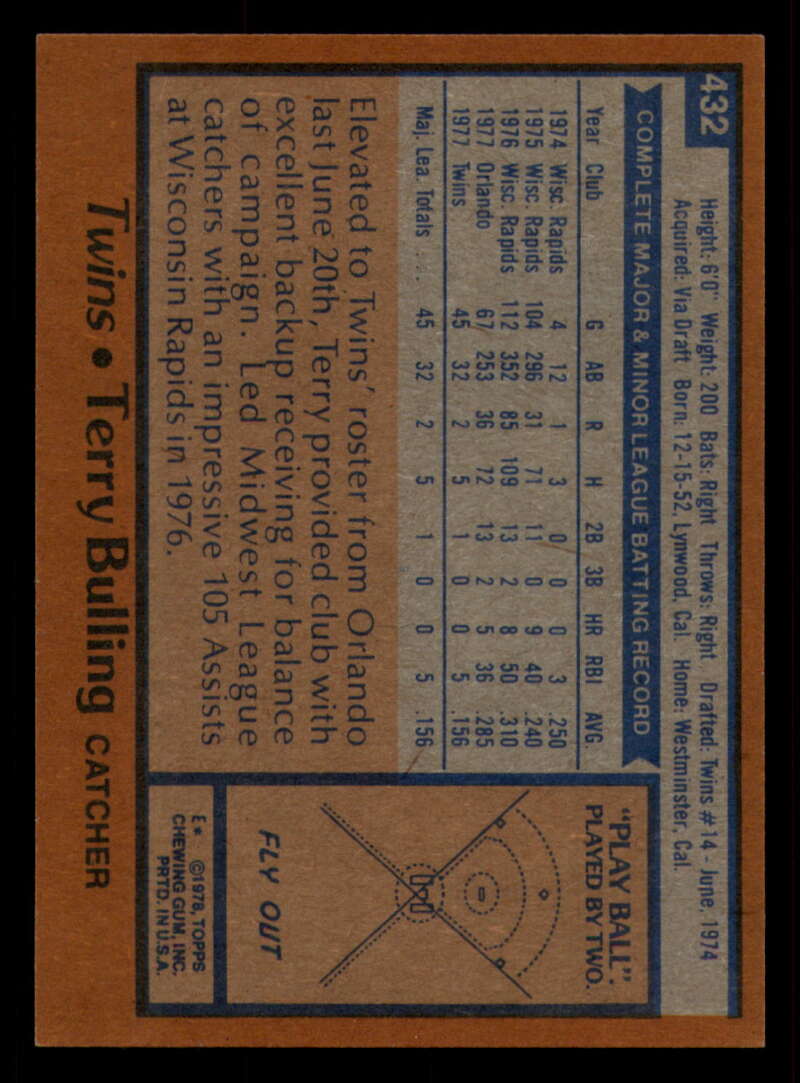 432
Height: 6'0" Weight: 200 Bats: Right Throws: Right Drafted: Twins #14 - June, 1974
Acquired: Via Draft Born: 12-15-52, Lynwood, Cal. Home: Westminster, Cal.
COMPLETE MAJOR & MINOR LEAGUE BATTING RECORD
Year Club G AB R H 2B 3B HR RBI AVG
1974 Wisc. Rapids 4 12 1 3 0 0 0 3 .250
1975 Wisc. Rapids 104 296 31 71 11 0 9 40 .240
1976 Wisc. Rapids 112 352 85 109 13 2 8 50 .310
1977 Orlando 67 253 36 72 13 2 5 36 .285
1977 Twins 45 32 2 5 1 0 0 5 .156
Maj. Lea. Totals .... 45 32 2 5 1 0 0 5 .156
Elevated to Twins' roster from Orlando
last June 20th, Terry provided club with
excellent backup receiving for balance
of campaign. Led Midwest League
catchers with an impressive 105 Assists
at Wisconsin Rapids in 1976.
"PLAY BALL".
PLAYED BY TWO.
FLY OUT
E* ©1978, TOPPS
CHEWING GUM, INC.
PRTD. IN U.S.A.
Twins • Terry Bulling CATCHER